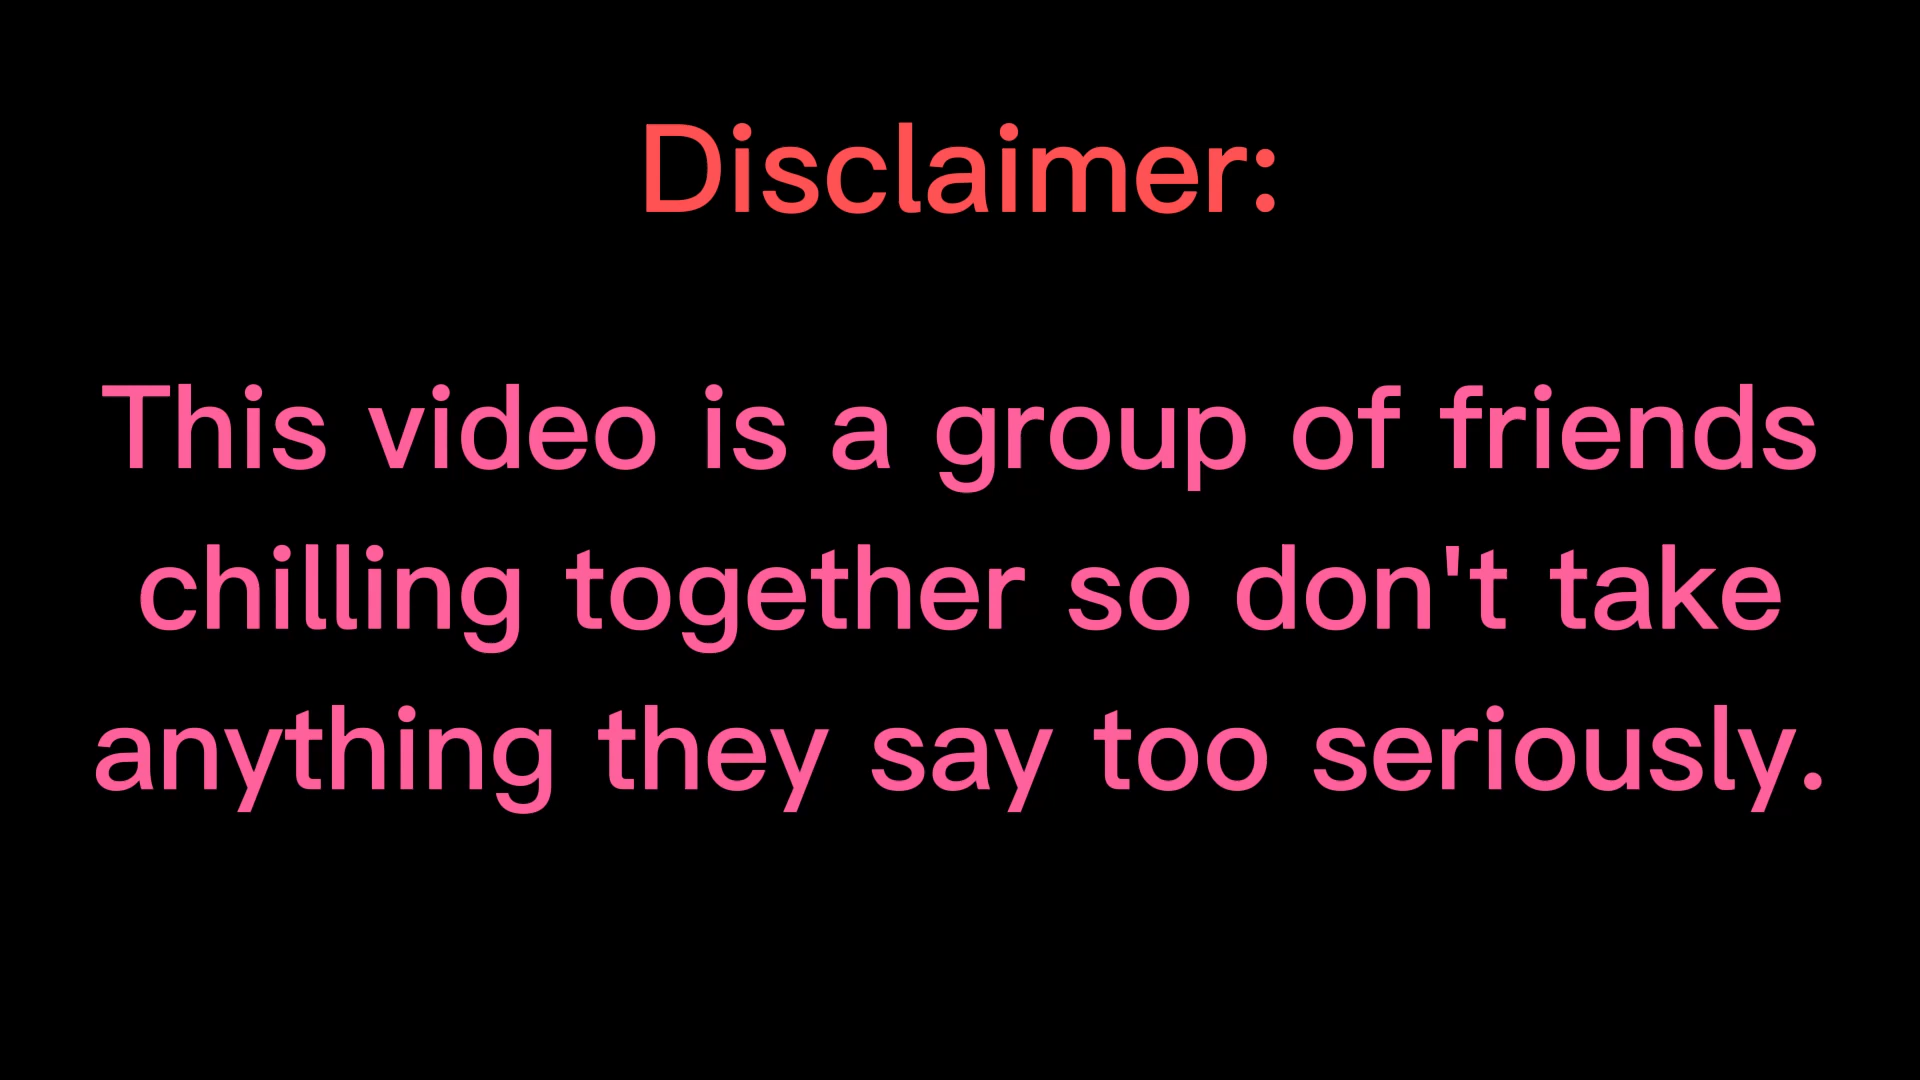 Disclaimer:
This video is a group of friends
chilling together so don't take
anything they say too seriously.